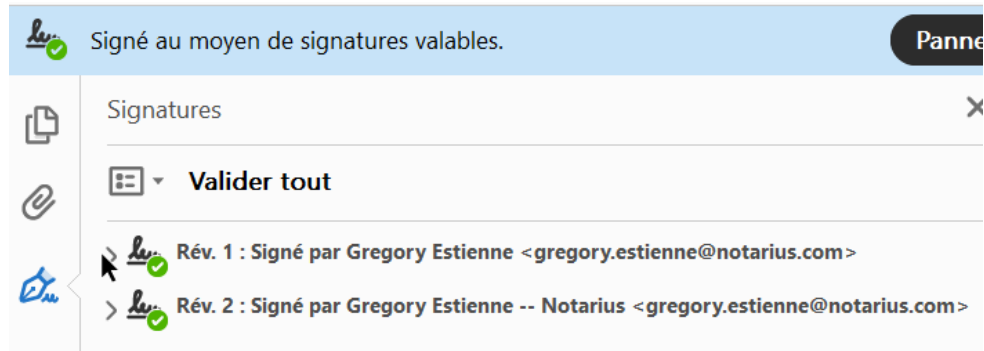 Signé au moyen de signatures valables.
Signatures
Valider tout
Rév. 1 : Signé par Gregory Estienne <gregory.estienne@notarius.com>
Rév. 2 : Signé par Gregory Estienne -- Notarius <gregory.estienne@notarius.com>